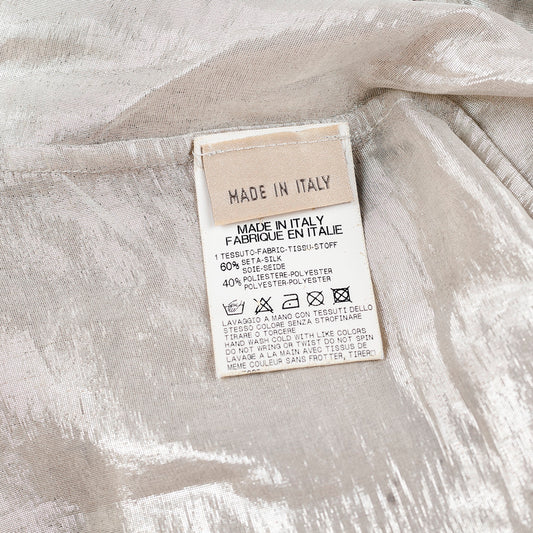 MADE IN ITALY
MADE IN ITALY
FABRIQUE EN ITALIE
1 TESSUTO-FABRIC-TISSU-STOFF
60% SETA-SILK
SOIE-SEIDE
40% POLIESTERE-POLYESTER
POLYESTER-POLYESTER
LAVAGGIO A MANO CON TESSUTI DELLO
STESSO COLORE SENZA STROFINARE
TIRARE O TORCERE
HAND WASH COLD WITH LIKE COLORS
DO NOT WRING OR TWIST DO NOT SPIN
LAVAGE A LA MAIN AVEC TISSUS DE
MEME COULEUR SANS FROTTER, TIRER